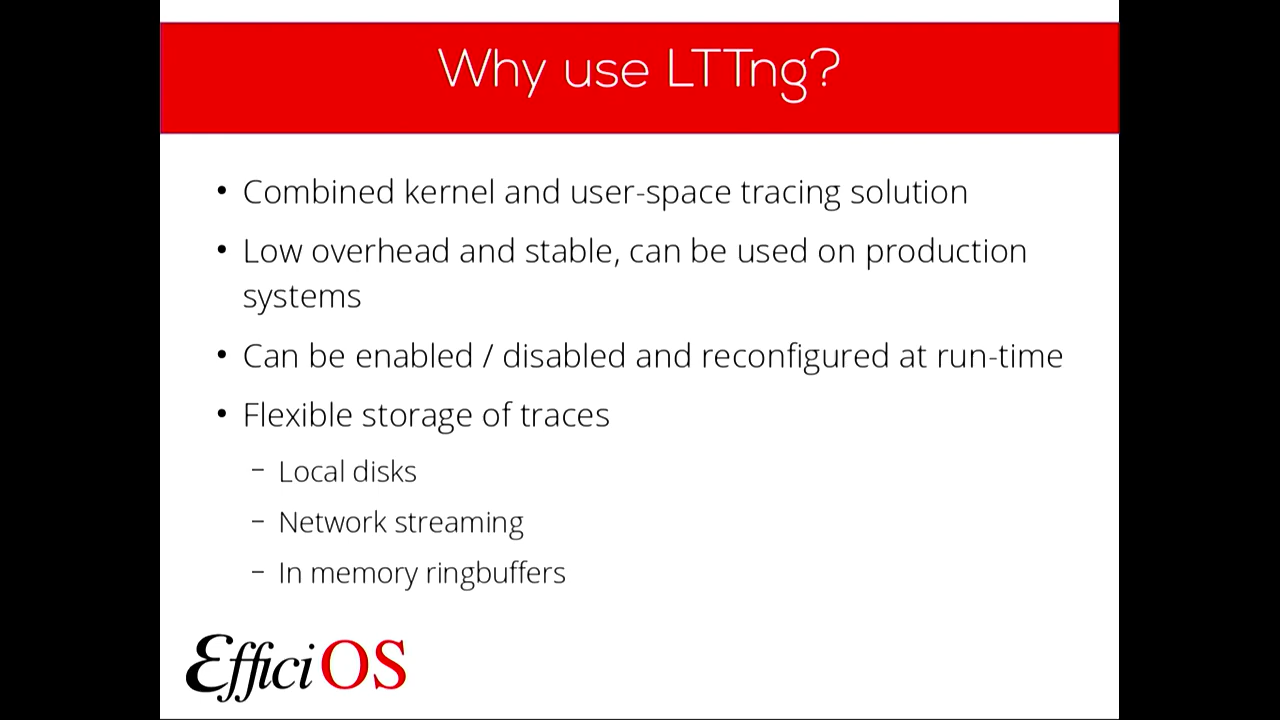 Why use LTTng?
• Combined kernel and user-space tracing solution
• Low overhead and stable, can be used on production
systems
• Can be enabled / disabled and reconfigured at run-time
• Flexible storage of traces
– Local disks
– Network streaming
– In memory ringbuffers
EfficiOS